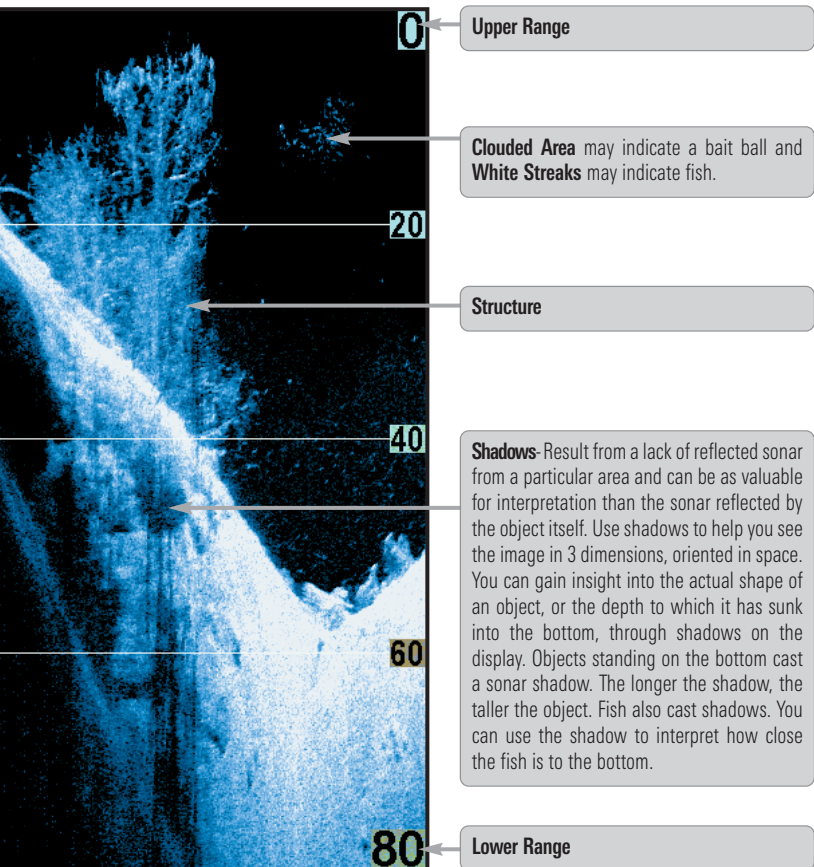 0
Upper Range
Clouded Area may indicate a bait ball and
White Streaks may indicate fish.
20
Structure
40
Shadows- Result from a lack of reflected sonar
from a particular area and can be as valuable
for interpretation than the sonar reflected by
the object itself. Use shadows to help you see
the image in 3 dimensions, oriented in space.
You can gain insight into the actual shape of
an object, or the depth to which it has sunk
into the bottom, through shadows on the
display. Objects standing on the bottom cast
a sonar shadow. The longer the shadow, the
taller the object. Fish also cast shadows. You
can use the shadow to interpret how close
the fish is to the bottom.
60
80
Lower Range